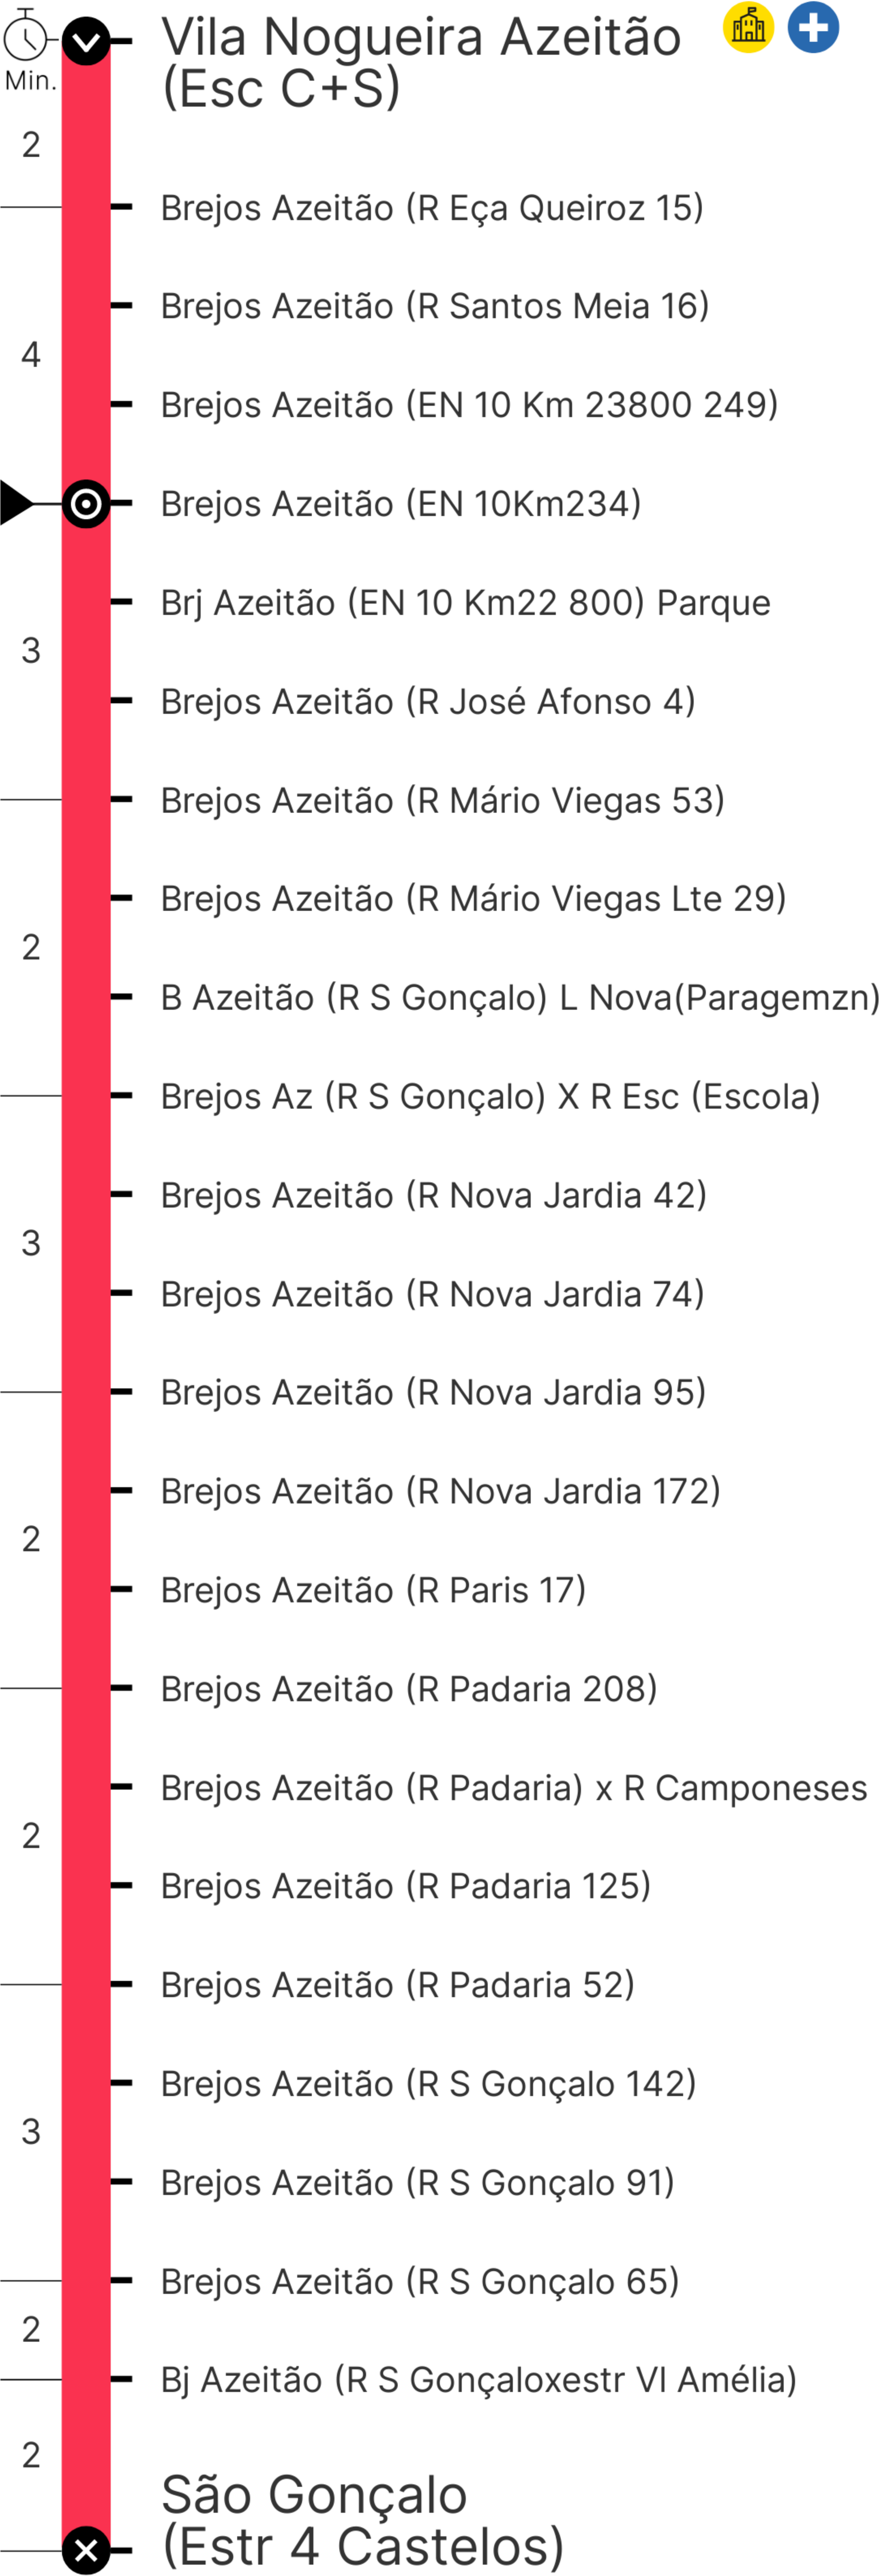 Vila Nogueira Azeitão
(Esc C+S)
Min.
2
Brejos Azeitão (R Eça Queiroz 15)
Brejos Azeitão (R Santos Meia 16)
4
Brejos Azeitão (EN 10 Km 23800 249)
Brejos Azeitão (EN 10Km234)
Brj Azeitão (EN 10 Km22 800) Parque
3
Brejos Azeitão (R José Afonso 4)
Brejos Azeitão (R Mário Viegas 53)
Brejos Azeitão (R Mário Viegas Lte 29)
2
B Azeitão (R S Gonçalo) L Nova(Paragemzn)
Brejos Az (R S Gonçalo) X R Esc (Escola)
Brejos Azeitão (R Nova Jardia 42)
3
Brejos Azeitão (R Nova Jardia 74)
Brejos Azeitão (R Nova Jardia 95)
Brejos Azeitão (R Nova Jardia 172)
2
Brejos Azeitão (R Paris 17)
Brejos Azeitão (R Padaria 208)
Brejos Azeitão (R Padaria) x R Camponeses
2
Brejos Azeitão (R Padaria 125)
Brejos Azeitão (R Padaria 52)
Brejos Azeitão (R S Gonçalo 142)
3
Brejos Azeitão (R S Gonçalo 91)
Brejos Azeitão (R S Gonçalo 65)
2
Bj Azeitão (R S Gonçaloxestr Vl Amélia)
2
São Gonçalo
(Estr 4 Castelos)